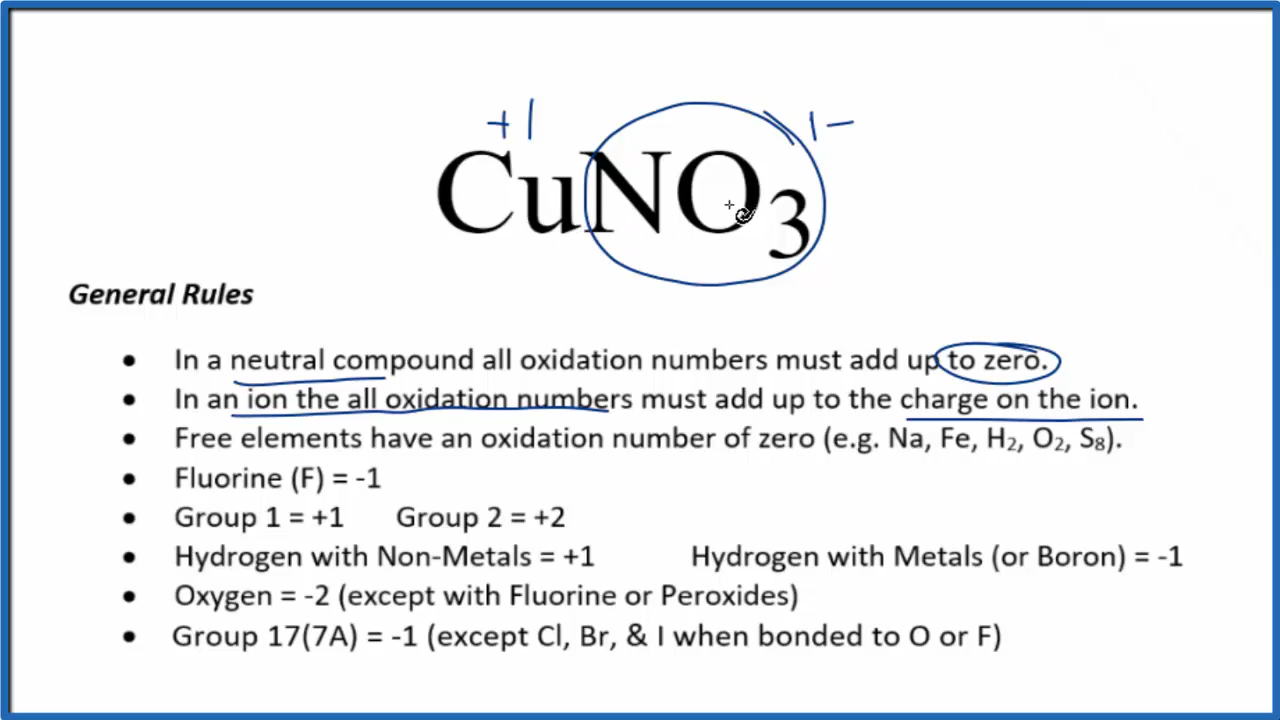 +1 1-
CuNO₃
General Rules
• In a neutral compound all oxidation numbers must add up to zero.
• In an ion the all oxidation numbers must add up to the charge on the ion.
• Free elements have an oxidation number of zero (e.g. Na, Fe, H₂, O₂, S₈).
• Fluorine (F) = -1
• Group 1 = +1 Group 2 = +2
• Hydrogen with Non-Metals = +1 Hydrogen with Metals (or Boron) = -1
• Oxygen = -2 (except with Fluorine or Peroxides)
• Group 17(7A) = -1 (except Cl, Br, & I when bonded to O or F)